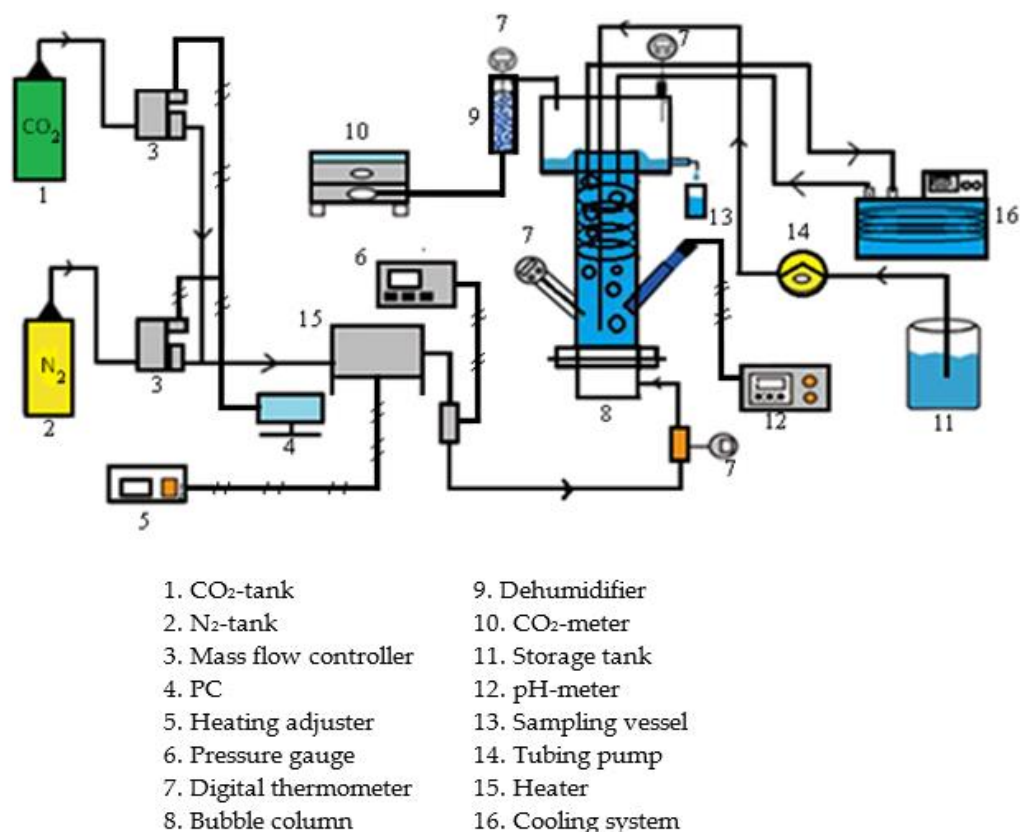 7
7
CO₂
3
1
9
10
13
16
14
7
6
15
N₂
3
2
4
8
12
11
7
5
1. CO₂-tank
2. N₂-tank
3. Mass flow controller
4. PC
5. Heating adjuster
6. Pressure gauge
7. Digital thermometer
8. Bubble column
9. Dehumidifier
10. CO₂-meter
11. Storage tank
12. pH-meter
13. Sampling vessel
14. Tubing pump
15. Heater
16. Cooling system